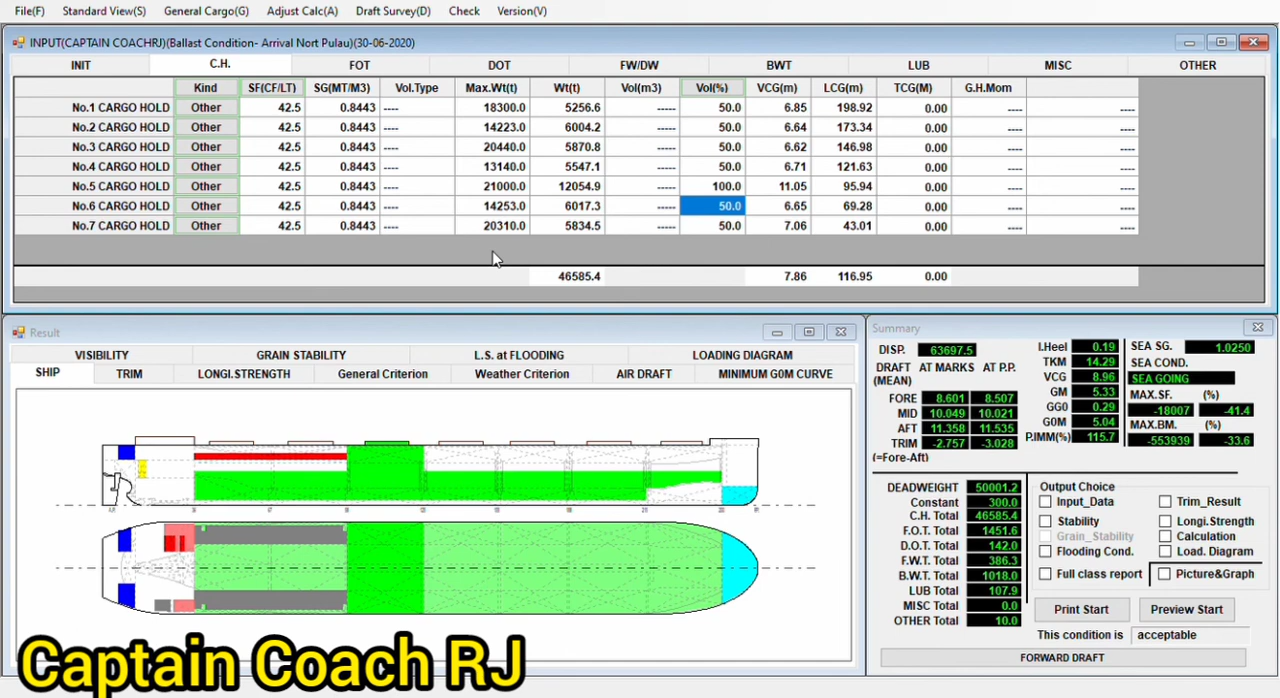 File(F) Standard View(S) General Cargo(G) Adjust Calc(A) Draft Survey(D) Check Version(V)
INPUT(CAPTAIN COACHRJ)(Ballast Condition- Arrival Nort Pulau)(30-06-2020)
INIT C.H. FOT DOT FW/DW BWT LUB MISC OTHER
Kind SF(CF/LT) SG(MT/M3) Vol.Type Max.Wt(t) Wt(t) Vol(m3) Vol(%) VCG(m) LCG(m) TCG(M) G.H.Mom
No.1 CARGO HOLD Other 42.5 0.8443 ---- 18300.0 5256.6 ----- 50.0 6.85 198.92 0.00 ---- ----
No.2 CARGO HOLD Other 42.5 0.8443 ---- 14223.0 6004.2 ----- 50.0 6.64 173.34 0.00 ---- ----
No.3 CARGO HOLD Other 42.5 0.8443 ---- 20440.0 5870.8 ----- 50.0 6.62 146.98 0.00 ---- ----
No.4 CARGO HOLD Other 42.5 0.8443 ---- 13140.0 5547.1 ----- 50.0 6.71 121.63 0.00 ---- ----
No.5 CARGO HOLD Other 42.5 0.8443 ---- 21000.0 12054.9 ----- 100.0 11.05 95.94 0.00 ---- ----
No.6 CARGO HOLD Other 42.5 0.8443 ---- 14253.0 6017.3 ----- 50.0 6.65 69.28 0.00 ---- ----
No.7 CARGO HOLD Other 42.5 0.8443 ---- 20310.0 5834.5 ----- 50.0 7.06 43.01 0.00 ---- ----
46585.4 7.86 116.95 0.00
Result
VISIBILITY GRAIN STABILITY L.S. at FLOODING LOADING DIAGRAM
SHIP TRIM LONGI.STRENGTH General Criterion Weather Criterion AIR DRAFT MINIMUM G0M CURVE
Summary
DISP. 63697.5
DRAFT AT MARKS AT P.P.
(MEAN)
FORE 8.601 8.507
MID 10.049 10.021
AFT 11.358 11.535
TRIM -2.757 -3.028
(=Fore-Aft)
I.Heel 0.19
TKM 14.29
VCG 8.96
GM 5.33
GG0 0.29
G0M 5.04
P.IMM(%) 115.7
SEA SG. 1.0250
SEA COND.
SEA GOING
MAX.SF. (%)
-18007 -41.4
MAX.BM. (%)
-553939 -33.6
DEADWEIGHT 50001.2
Constant 300.0
C.H. Total 46585.4
F.O.T. Total 1451.6
D.O.T. Total 142.0
F.W.T. Total 386.3
B.W.T. Total 1018.0
LUB Total 107.9
MISC Total 0.0
OTHER Total 10.0
Output Choice
Input_Data Trim_Result
Stability Longi.Strength
Grain_Stability Calculation
Flooding Cond. Load. Diagram
Full class report Picture&Graph
Print Start Preview Start
This condition is acceptable
FORWARD DRAFT
Captain Coach RJ